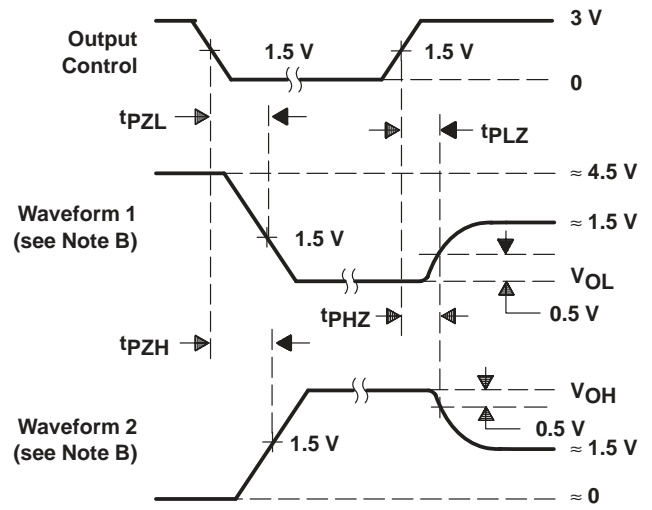 3 V
Output
Control
1.5 V
1.5 V
0
tPZL
tPLZ
≈ 4.5 V
Waveform 1
(see Note B)
≈ 1.5 V
1.5 V
VOL
0.5 V
tPHZ
tPZH
VOH
Waveform 2
(see Note B)
1.5 V
0.5 V
≈ 1.5 V
≈ 0